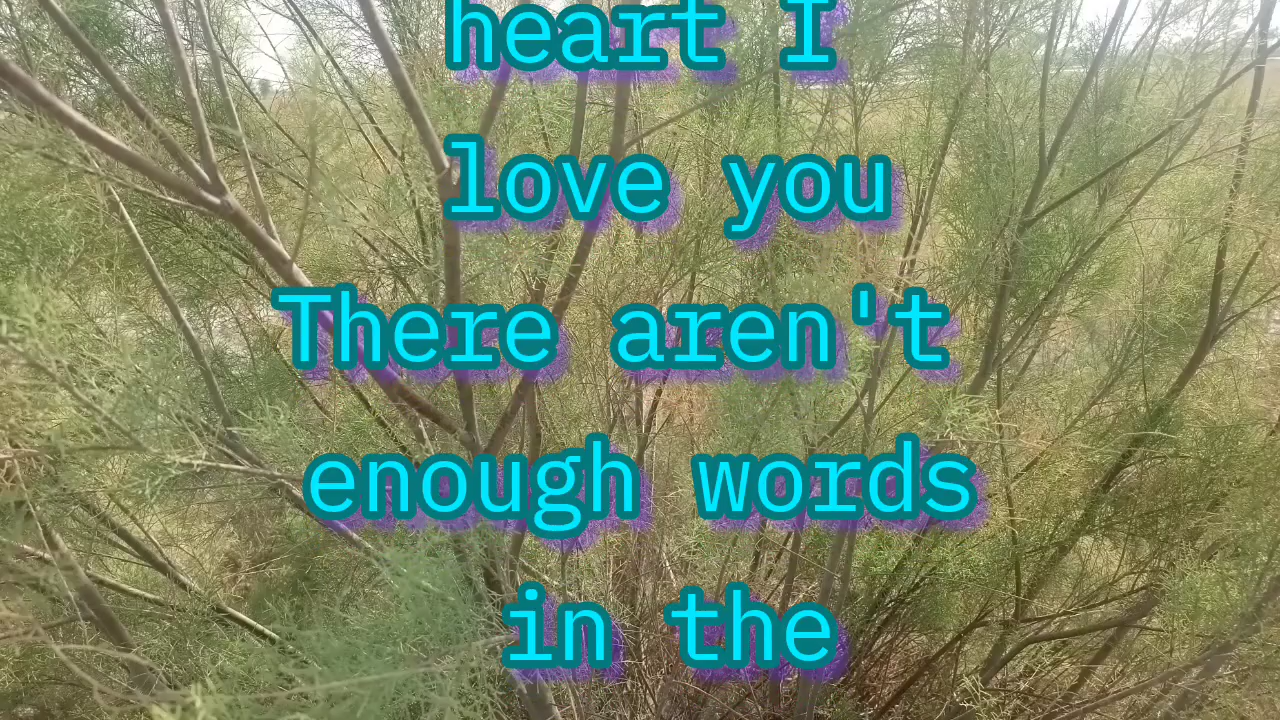 heart I
love you
There aren't
enough words
in the